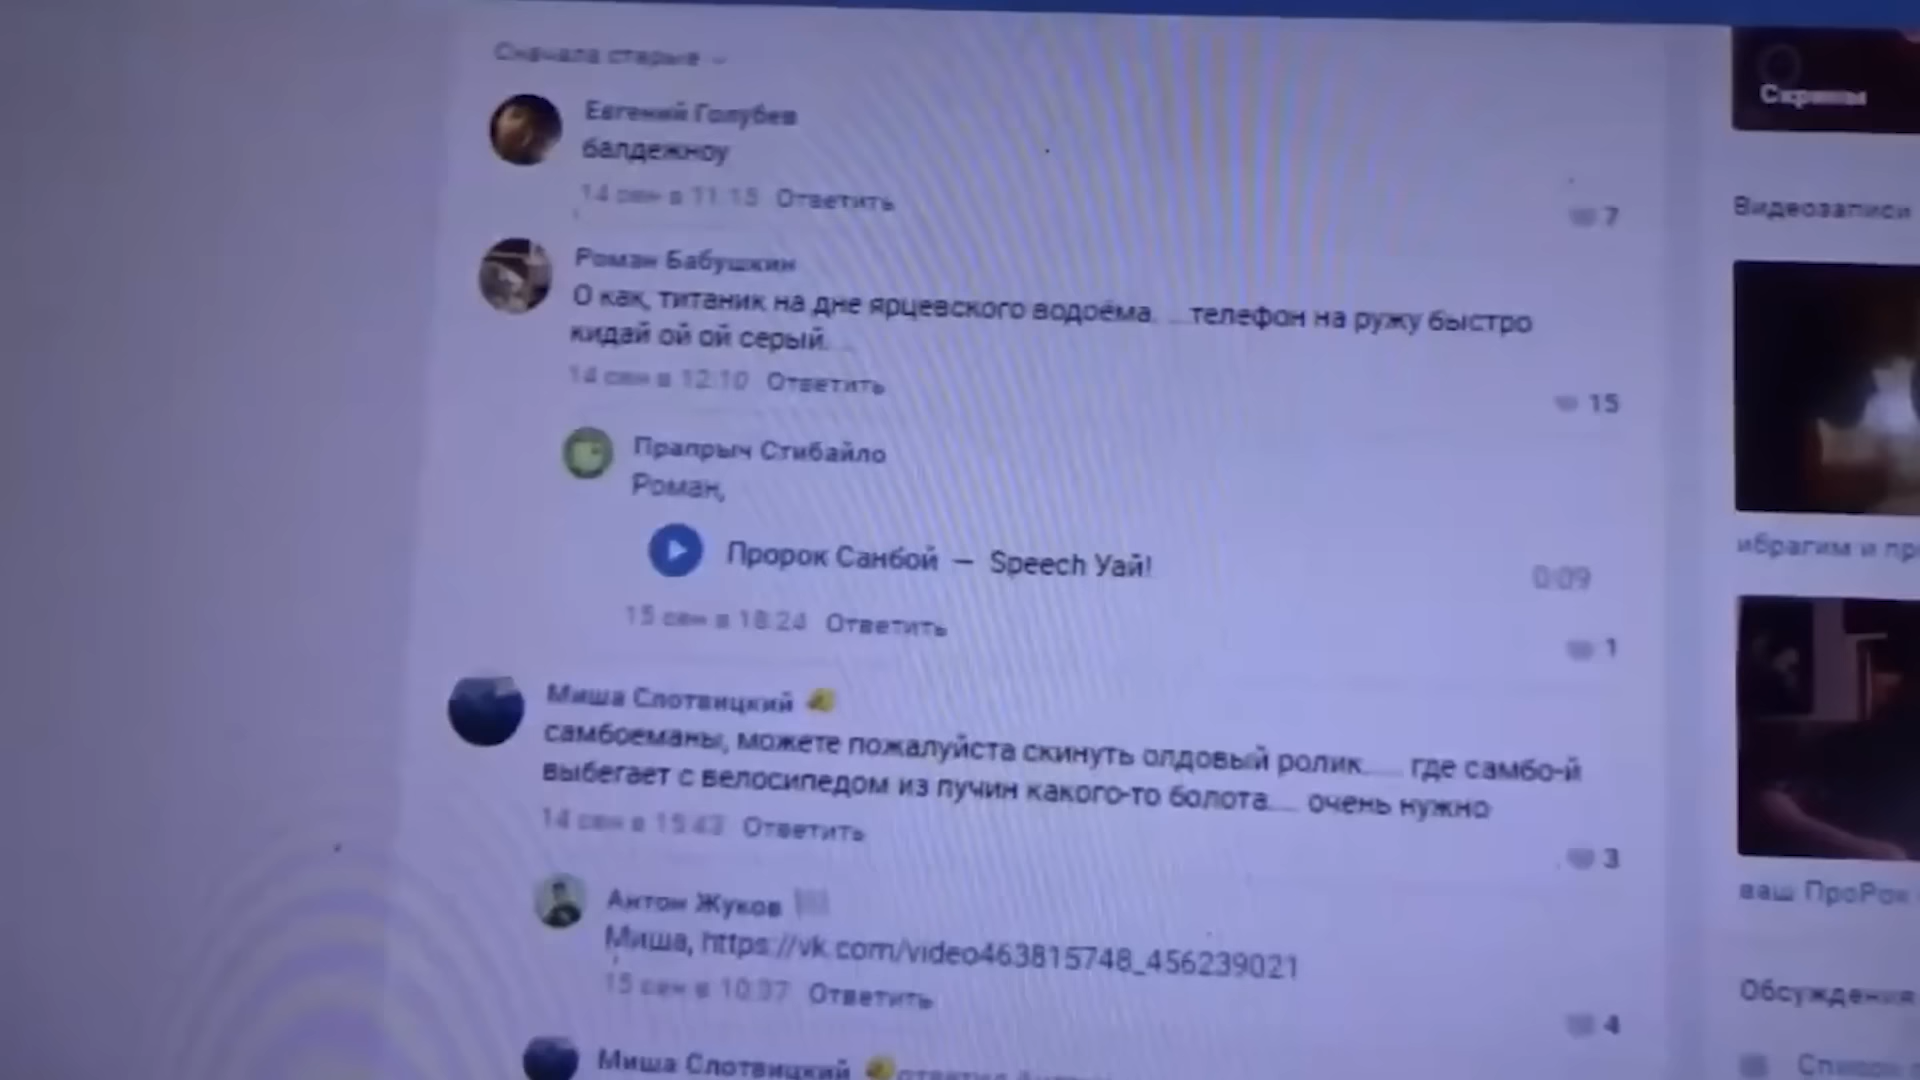 Сначала старые
Евгений Голубев
балдежноу
14 сен в 11:15 Ответить
7
Роман Бабушкин
О как, титаник на дне ярцевского водоёма. ...телефон на ружу быстро
кидай ой ой серый....
14 сен в 12:10 Ответить
15
Прапрыч Стибайло
Роман,
Пророк Санбой — Speech Уай!
0:09
15 сен в 18:24 Ответить
1
Миша Слотвицкий
самбоеманы, можете пожалуйста скинуть олдовый ролик..... где самбо-й
выбегает с велосипедом из пучин какого-то болота.... очень нужно
14 сен в 15:43 Ответить
3
Антон Жуков
Миша, https://vk.com/video463815748_456239021
15 сен в 10:37 Ответить
4
Миша Слотвицкий ответил
Скрины
Видеозаписи
ибрагим и пр
ваш ПроРок
Обсуждения
Список